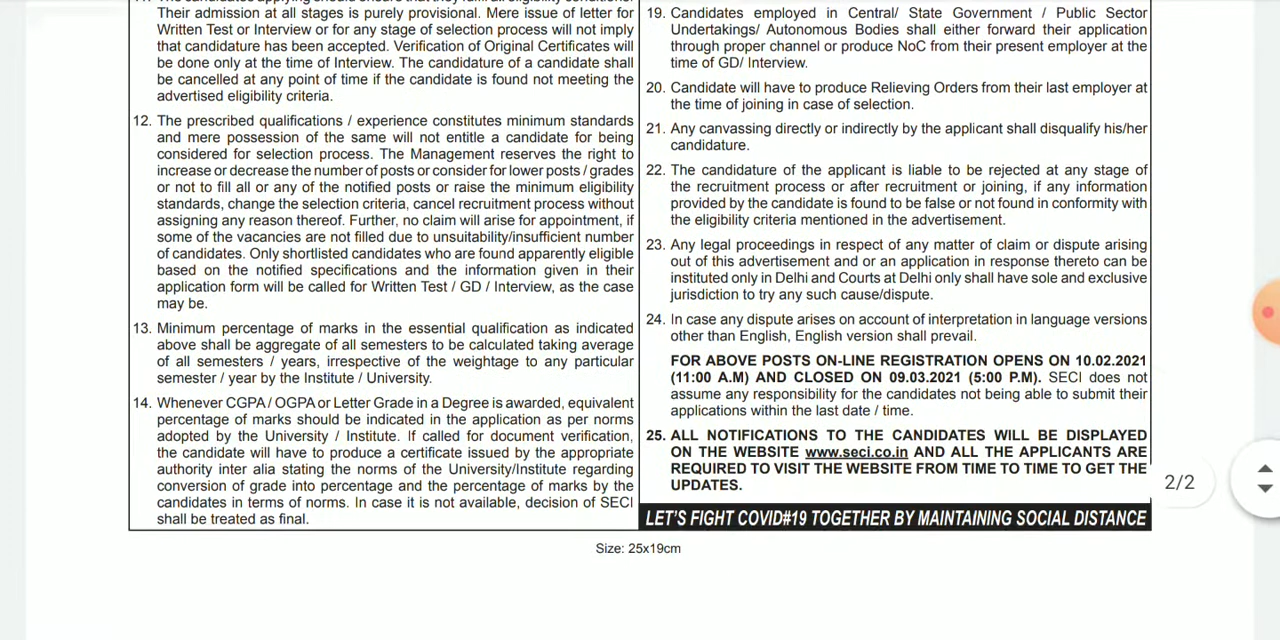 Their admission at all stages is purely provisional. Mere issue of letter for
Written Test or Interview or for any stage of selection process will not imply
that candidature has been accepted. Verification of Original Certificates will
be done only at the time of Interview. The candidature of a candidate shall
be cancelled at any point of time if the candidate is found not meeting the
advertised eligibility criteria.
12. The prescribed qualifications / experience constitutes minimum standards
and mere possession of the same will not entitle a candidate for being
considered for selection process. The Management reserves the right to
increase or decrease the number of posts or consider for lower posts / grades
or not to fill all or any of the notified posts or raise the minimum eligibility
standards, change the selection criteria, cancel recruitment process without
assigning any reason thereof. Further, no claim will arise for appointment, if
some of the vacancies are not filled due to unsuitability/insufficient number
of candidates. Only shortlisted candidates who are found apparently eligible
based on the notified specifications and the information given in their
application form will be called for Written Test / GD / Interview, as the case
may be.
13. Minimum percentage of marks in the essential qualification as indicated
above shall be aggregate of all semesters to be calculated taking average
of all semesters / years, irrespective of the weightage to any particular
semester / year by the Institute / University.
14. Whenever CGPA / OGPA or Letter Grade in a Degree is awarded, equivalent
percentage of marks should be indicated in the application as per norms
adopted by the University / Institute. If called for document verification,
the candidate will have to produce a certificate issued by the appropriate
authority inter alia stating the norms of the University/Institute regarding
conversion of grade into percentage and the percentage of marks by the
candidates in terms of norms. In case it is not available, decision of SECI
shall be treated as final.
19. Candidates employed in Central/ State Government / Public Sector
Undertakings/ Autonomous Bodies shall either forward their application
through proper channel or produce NoC from their present employer at the
time of GD/ Interview.
20. Candidate will have to produce Relieving Orders from their last employer at
the time of joining in case of selection.
21. Any canvassing directly or indirectly by the applicant shall disqualify his/her
candidature.
22. The candidature of the applicant is liable to be rejected at any stage of
the recruitment process or after recruitment or joining, if any information
provided by the candidate is found to be false or not found in conformity with
the eligibility criteria mentioned in the advertisement.
23. Any legal proceedings in respect of any matter of claim or dispute arising
out of this advertisement and or an application in response thereto can be
instituted only in Delhi and Courts at Delhi only shall have sole and exclusive
jurisdiction to try any such cause/dispute.
24. In case any dispute arises on account of interpretation in language versions
other than English, English version shall prevail.
FOR ABOVE POSTS ON-LINE REGISTRATION OPENS ON 10.02.2021
(11:00 A.M) AND CLOSED ON 09.03.2021 (5:00 P.M). SECI does not
assume any responsibility for the candidates not being able to submit their
applications within the last date / time.
25. ALL NOTIFICATIONS TO THE CANDIDATES WILL BE DISPLAYED
ON THE WEBSITE www.seci.co.in AND ALL THE APPLICANTS ARE
REQUIRED TO VISIT THE WEBSITE FROM TIME TO TIME TO GET THE
UPDATES.
LET'S FIGHT COVID#19 TOGETHER BY MAINTAINING SOCIAL DISTANCE
2/2
Size: 25x19cm